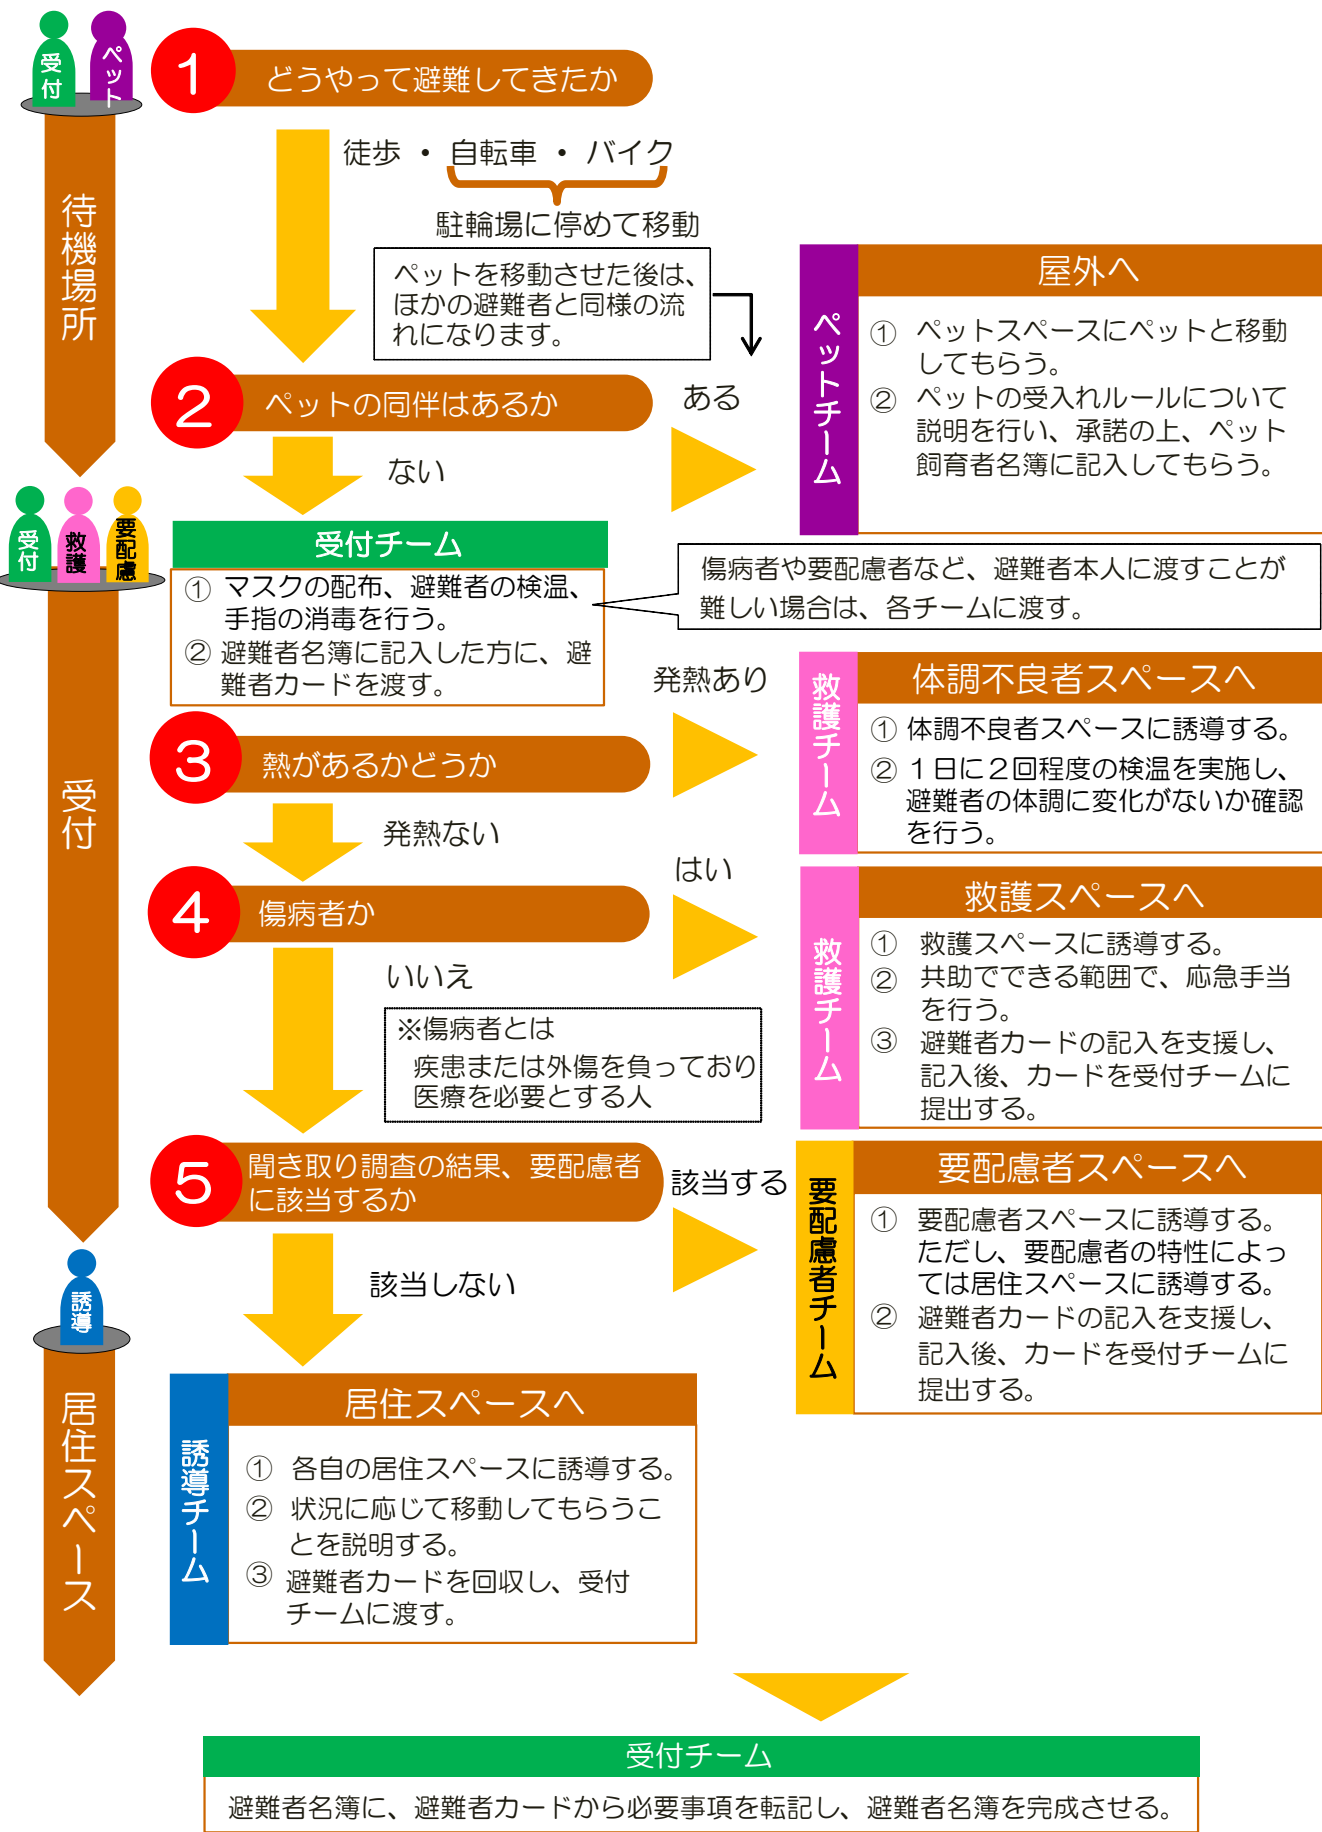 受付
ペット
1
どうやって避難してきたか
待機場所
徒歩 ・ 自転車 ・ バイク
駐輪場に停めて移動
ペットを移動させた後は、
ほかの避難者と同様の流
れになります。
2
ペットの同伴はあるか
ある
ない
ペットチーム
屋外へ
① ペットスペースにペットと移動
してもらう。
② ペットの受入れルールについて
説明を行い、承諾の上、ペット
飼育者名簿に記入してもらう。
受付
救護
要配慮
受付
受付チーム
① マスクの配布、避難者の検温、
手指の消毒を行う。
② 避難者名簿に記入した方に、避
難者カードを渡す。
傷病者や要配慮者など、避難者本人に渡すことが
難しい場合は、各チームに渡す。
3
熱があるかどうか
発熱あり
発熱ない
救護チーム
体調不良者スペースへ
① 体調不良者スペースに誘導する。
② １日に２回程度の検温を実施し、
避難者の体調に変化がないか確認
を行う。
4
傷病者か
はい
いいえ
※傷病者とは
疾患または外傷を負っており
医療を必要とする人
救護チーム
救護スペースへ
① 救護スペースに誘導する。
② 共助でできる範囲で、応急手当
を行う。
③ 避難者カードの記入を支援し、
記入後、カードを受付チームに
提出する。
5
聞き取り調査の結果、要配慮者
に該当するか
該当する
該当しない
要配慮者チーム
要配慮者スペースへ
① 要配慮者スペースに誘導する。
ただし、要配慮者の特性によっ
ては居住スペースに誘導する。
② 避難者カードの記入を支援し、
記入後、カードを受付チームに
提出する。
誘導
居住スペース
誘導チーム
居住スペースへ
① 各自の居住スペースに誘導する。
② 状況に応じて移動してもらうこ
とを説明する。
③ 避難者カードを回収し、受付
チームに渡す。
受付チーム
避難者名簿に、避難者カードから必要事項を転記し、避難者名簿を完成させる。